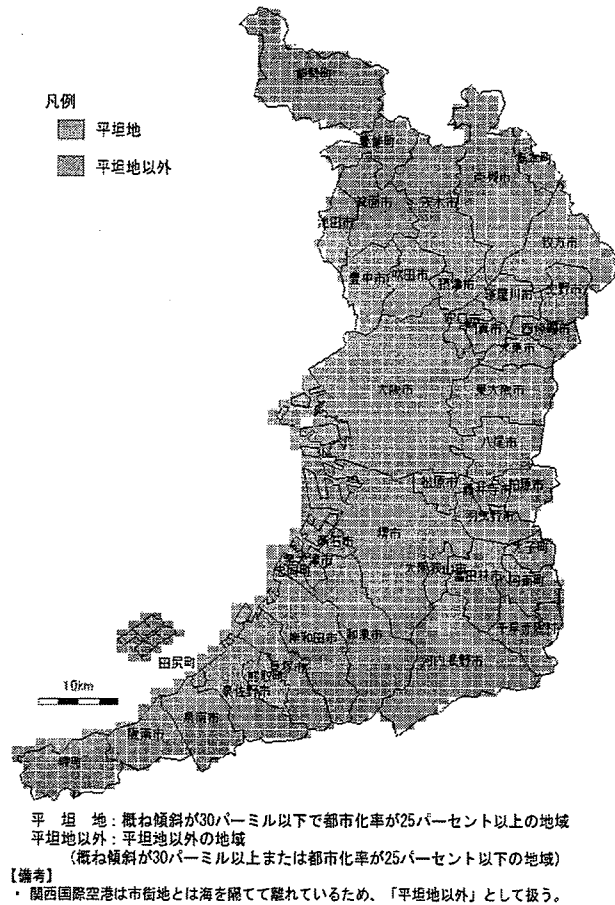 凡例
平坦地
平坦地以外
能勢町
豊能町
島本町
高槻市
箕面市
茨木市
池田市
枚方市
豊中市
吹田市
摂津市
寝屋川市
交野市
守口市
門真市
四條畷市
大東市
大阪市
東大阪市
八尾市
松原市
藤井寺市
柏原市
羽曳野市
堺市
高石市
太子町
泉大津市
忠岡町
大阪狭山市
富田林市
河南町
千早赤阪村
岸和田市
和泉市
河内長野市
田尻町
貝塚市
熊取町
泉佐野市
泉南市
阪南市
岬町
10km
平 坦 地：概ね傾斜が30パーミル以下で都市化率が25パーセント以上の地域
平坦地以外：平坦地以外の地域
(概ね傾斜が30パーミル以上または都市化率が25パーセント以下の地域)
【備考】
・ 関西国際空港は市街地とは海を隔てて離れているため、「平坦地以外」として扱う。